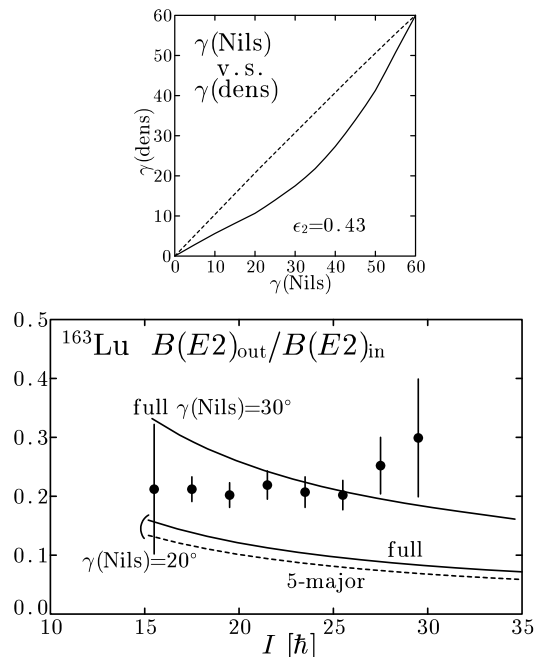 60
50
40
30
20
10
0
γ(dens)
γ(Nils)
v.s.
γ(dens)
ϵ₂=0.43
0 10 20 30 40 50 60
γ(Nils)
0.5
0.4
0.3
0.2
0.1
0.0
¹⁶³Lu B(E2)out/B(E2)in
full γ(Nils)=30°
γ(Nils)=20°
full
5-major
10 15 20 25 30 35
I [ħ]